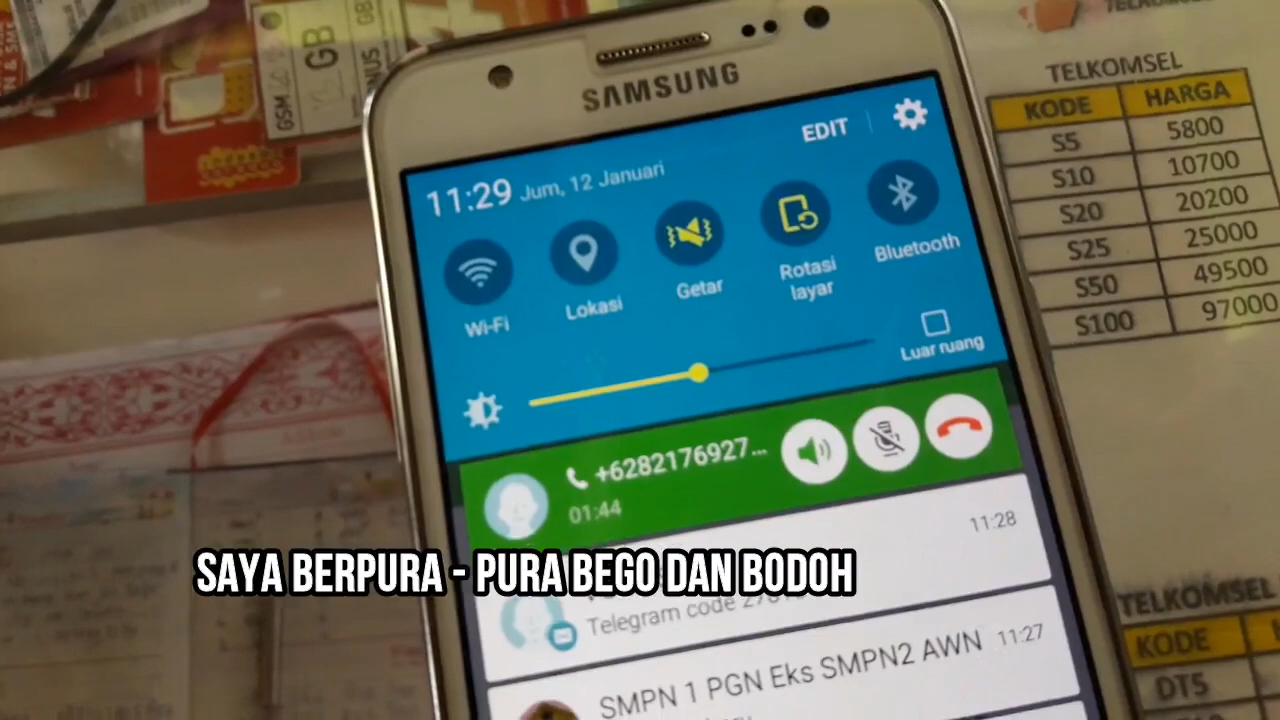 GB
GSM
TELKOMSEL
KODE HARGA
S5 5800
S10 10700
S20 20200
S25 25000
S50 49500
S100 97000
SAMSUNG
EDIT
11:29 Jum, 12 Januari
Wi-Fi
Lokasi
Getar
Rotasi
layar
Bluetooth
Luar ruang
+6282176927...
01:44
11:28
SAYA BERPURA - PURA BEGO DAN BODOH
Telegram code
SMPN 1 PGN Eks SMPN2 AWN 11:27
TELKOMSEL
KODE
DT5